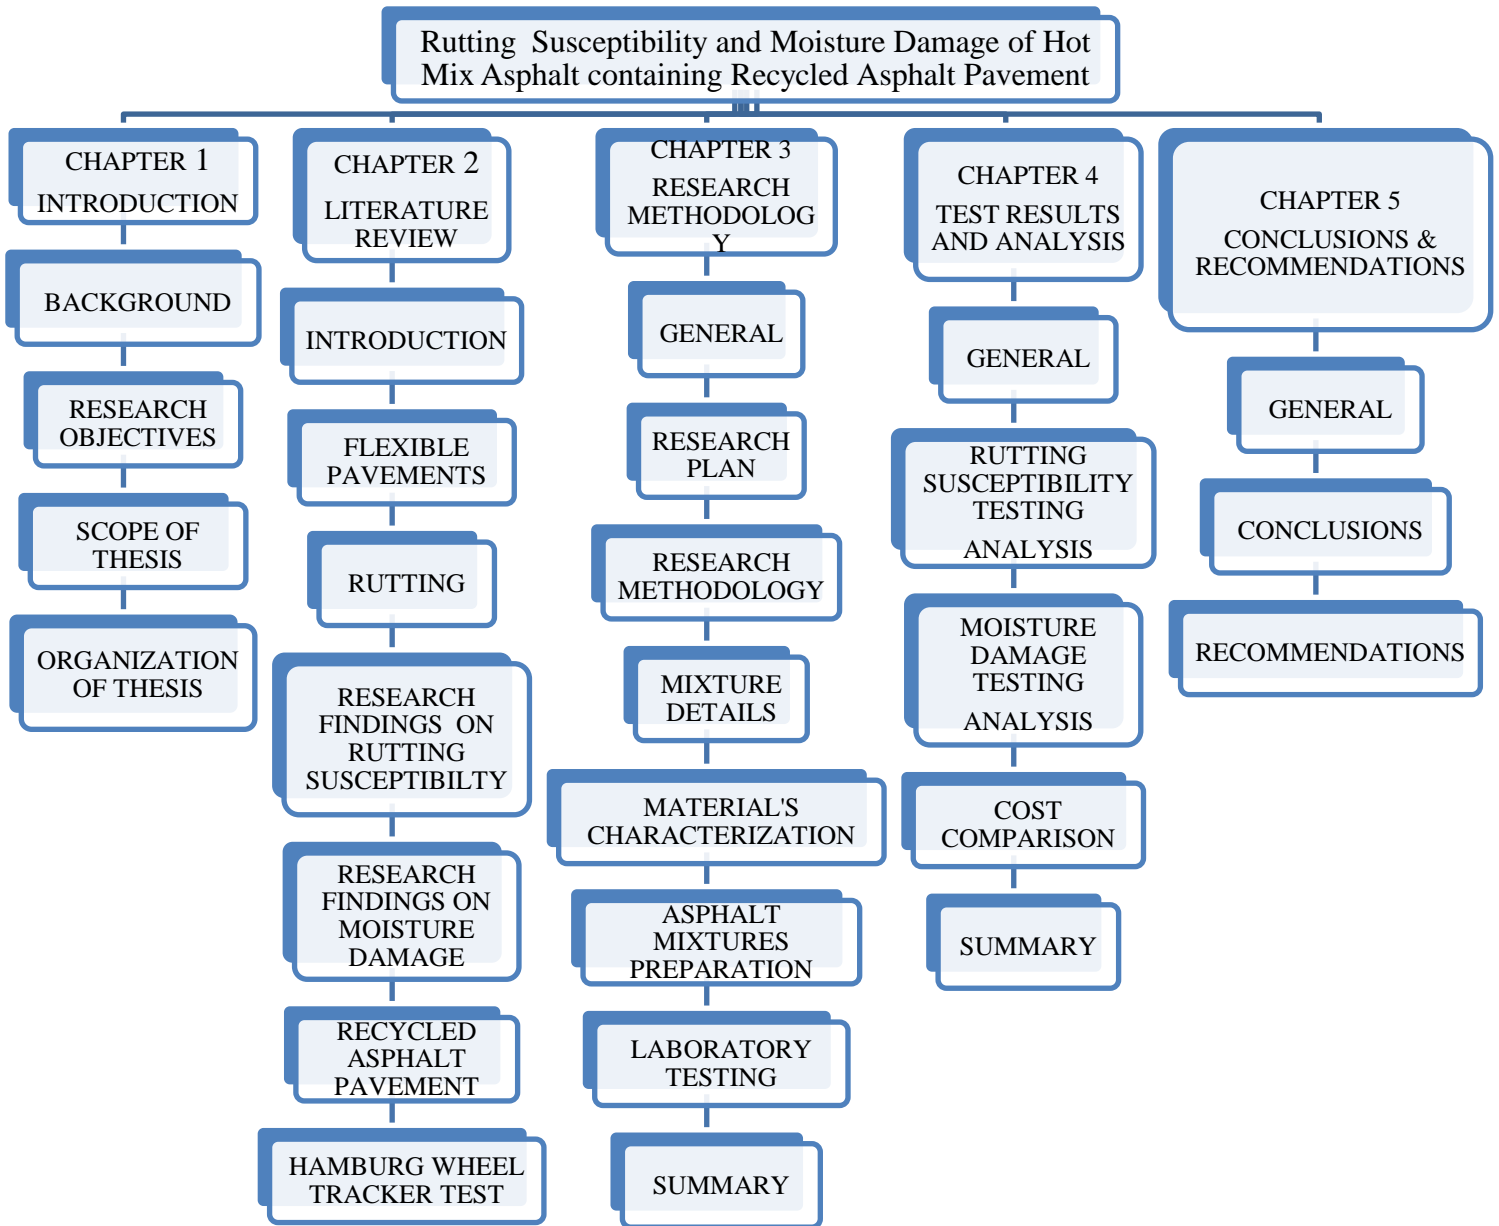 Rutting Susceptibility and Moisture Damage of Hot
Mix Asphalt containing Recycled Asphalt Pavement
CHAPTER 1
INTRODUCTION
BACKGROUND
RESEARCH
OBJECTIVES
SCOPE OF
THESIS
ORGANIZATION
OF THESIS
CHAPTER 2
LITERATURE
REVIEW
INTRODUCTION
FLEXIBLE
PAVEMENTS
RUTTING
RESEARCH
FINDINGS ON
RUTTING
SUSCEPTIBILTY
RESEARCH
FINDINGS ON
MOISTURE
DAMAGE
RECYCLED
ASPHALT
PAVEMENT
HAMBURG WHEEL
TRACKER TEST
CHAPTER 3
RESEARCH
METHODOLOG
Y
GENERAL
RESEARCH
PLAN
RESEARCH
METHODOLOGY
MIXTURE
DETAILS
MATERIAL'S
CHARACTERIZATION
ASPHALT
MIXTURES
PREPARATION
LABORATORY
TESTING
SUMMARY
CHAPTER 4
TEST RESULTS
AND ANALYSIS
GENERAL
RUTTING
SUSCEPTIBILITY
TESTING
ANALYSIS
MOISTURE
DAMAGE
TESTING
ANALYSIS
COST
COMPARISON
SUMMARY
CHAPTER 5
CONCLUSIONS &
RECOMMENDATIONS
GENERAL
CONCLUSIONS
RECOMMENDATIONS